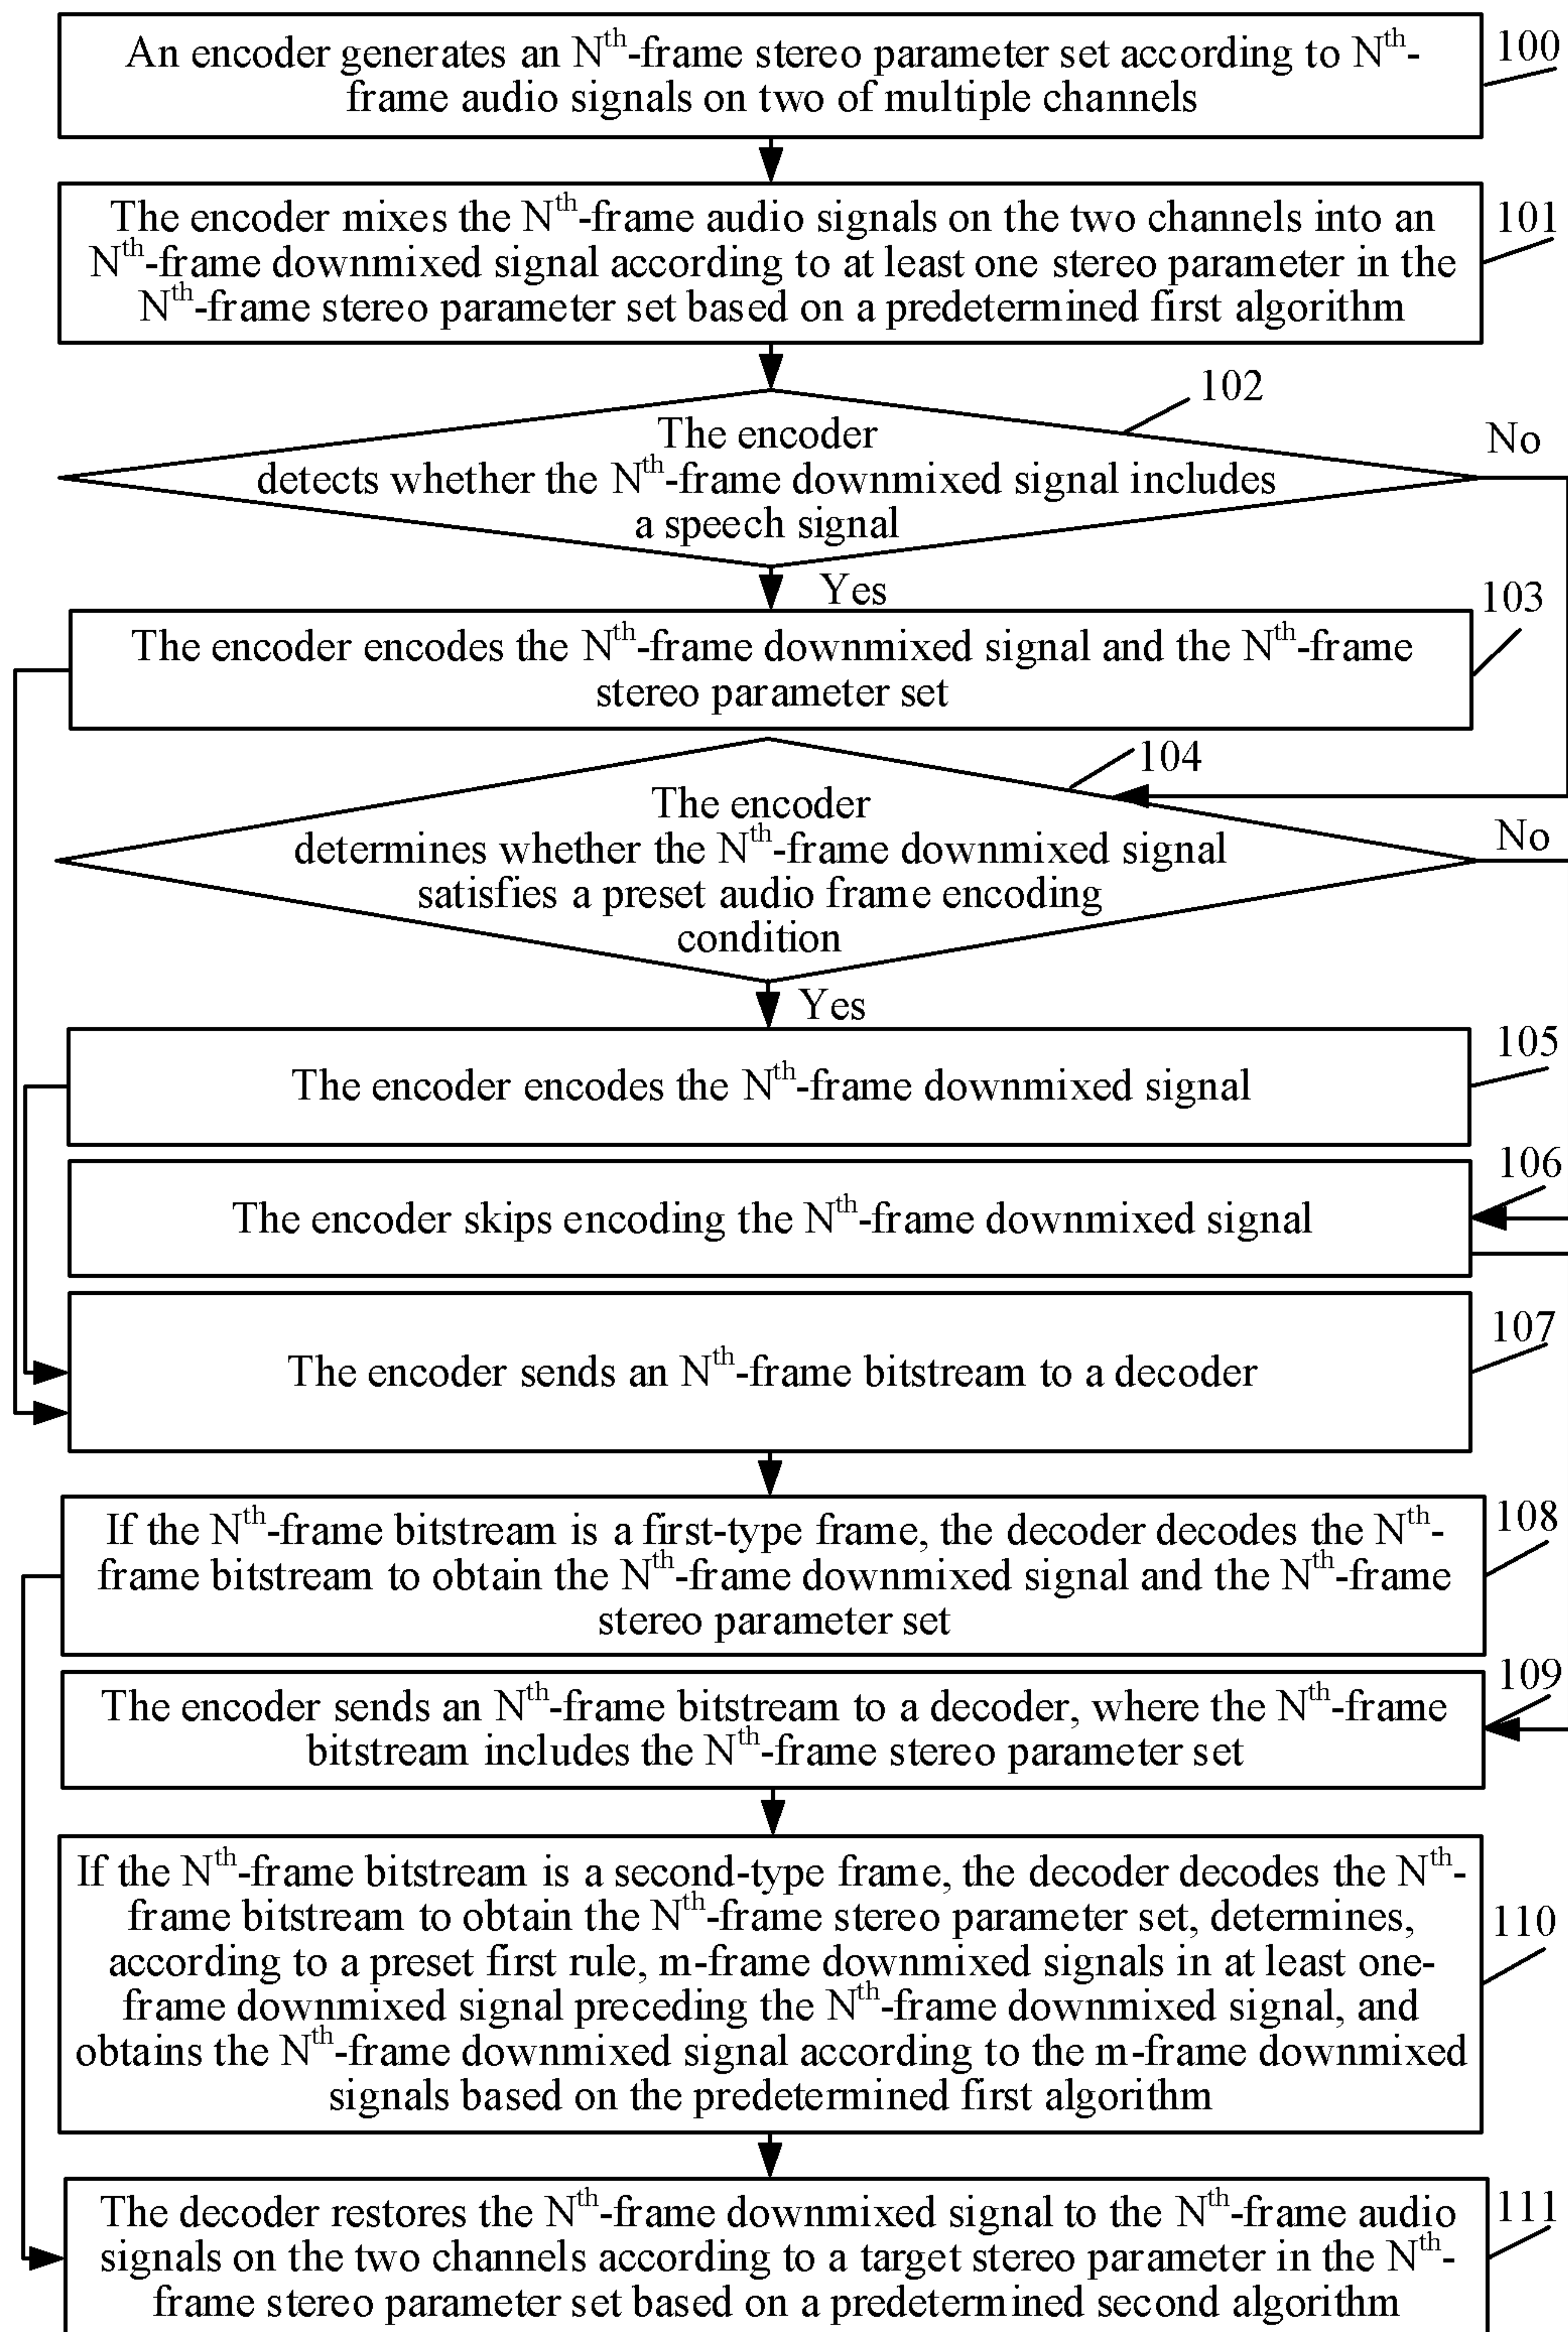 An encoder generates an Nth-frame stereo parameter set according to Nth-
frame audio signals on two of multiple channels
100
The encoder mixes the Nth-frame audio signals on the two channels into an
Nth-frame downmixed signal according to at least one stereo parameter in the
Nth-frame stereo parameter set based on a predetermined first algorithm
101
102
The encoder
detects whether the Nth-frame downmixed signal includes
a speech signal
No
Yes
103
The encoder encodes the Nth-frame downmixed signal and the Nth-frame
stereo parameter set
104
The encoder
determines whether the Nth-frame downmixed signal
satisfies a preset audio frame encoding
condition
No
Yes
105
The encoder encodes the Nth-frame downmixed signal
106
The encoder skips encoding the Nth-frame downmixed signal
107
The encoder sends an Nth-frame bitstream to a decoder
108
If the Nth-frame bitstream is a first-type frame, the decoder decodes the Nth-
frame bitstream to obtain the Nth-frame downmixed signal and the Nth-frame
stereo parameter set
109
The encoder sends an Nth-frame bitstream to a decoder, where the Nth-frame
bitstream includes the Nth-frame stereo parameter set
If the Nth-frame bitstream is a second-type frame, the decoder decodes the Nth-
frame bitstream to obtain the Nth-frame stereo parameter set, determines,
according to a preset first rule, m-frame downmixed signals in at least one-
frame downmixed signal preceding the Nth-frame downmixed signal, and
obtains the Nth-frame downmixed signal according to the m-frame downmixed
signals based on the predetermined first algorithm
110
The decoder restores the Nth-frame downmixed signal to the Nth-frame audio
signals on the two channels according to a target stereo parameter in the Nth-
frame stereo parameter set based on a predetermined second algorithm
111